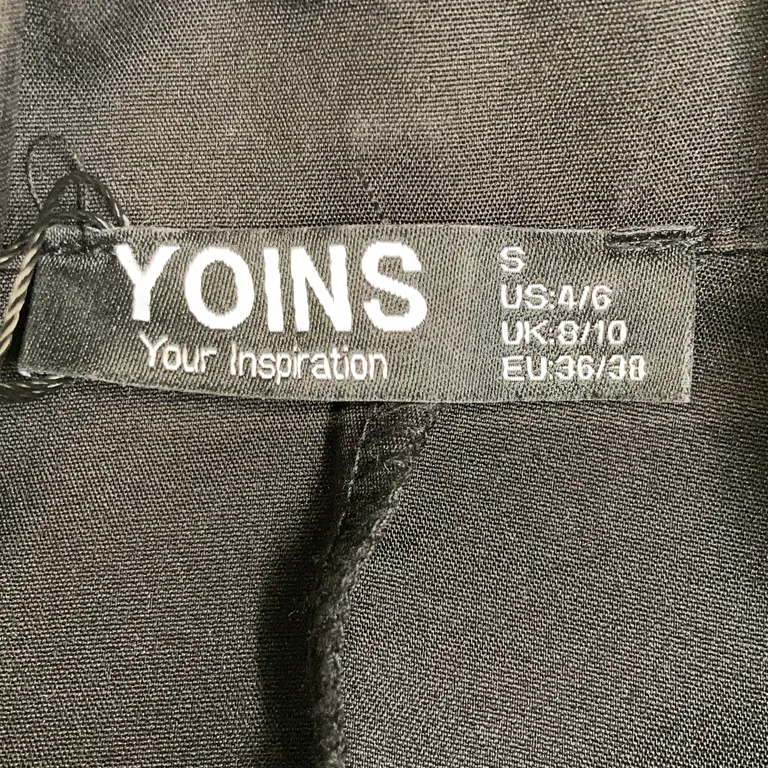 YOINS
Your Inspiration
S
US:4/6
UK:8/10
EU:36/38